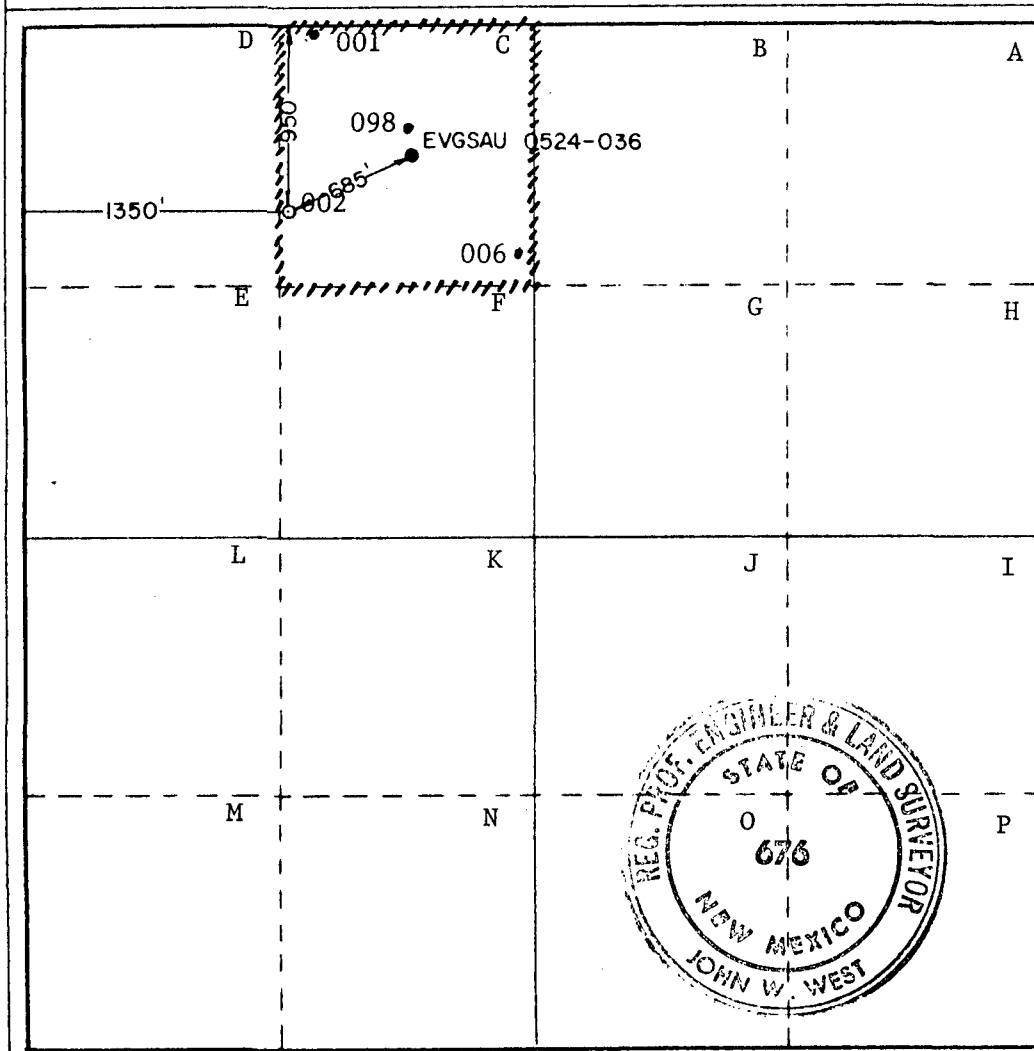 D
001
C
B
A
950
098
EVGSAU 0524-036
685'
002
1350'
006
E
F
G
H
L
K
J
I
REG. PROF. ENGINEER & LAND SURVEYOR
STATE OF
M
N
O
P
676
NEW MEXICO
JOHN W. WEST